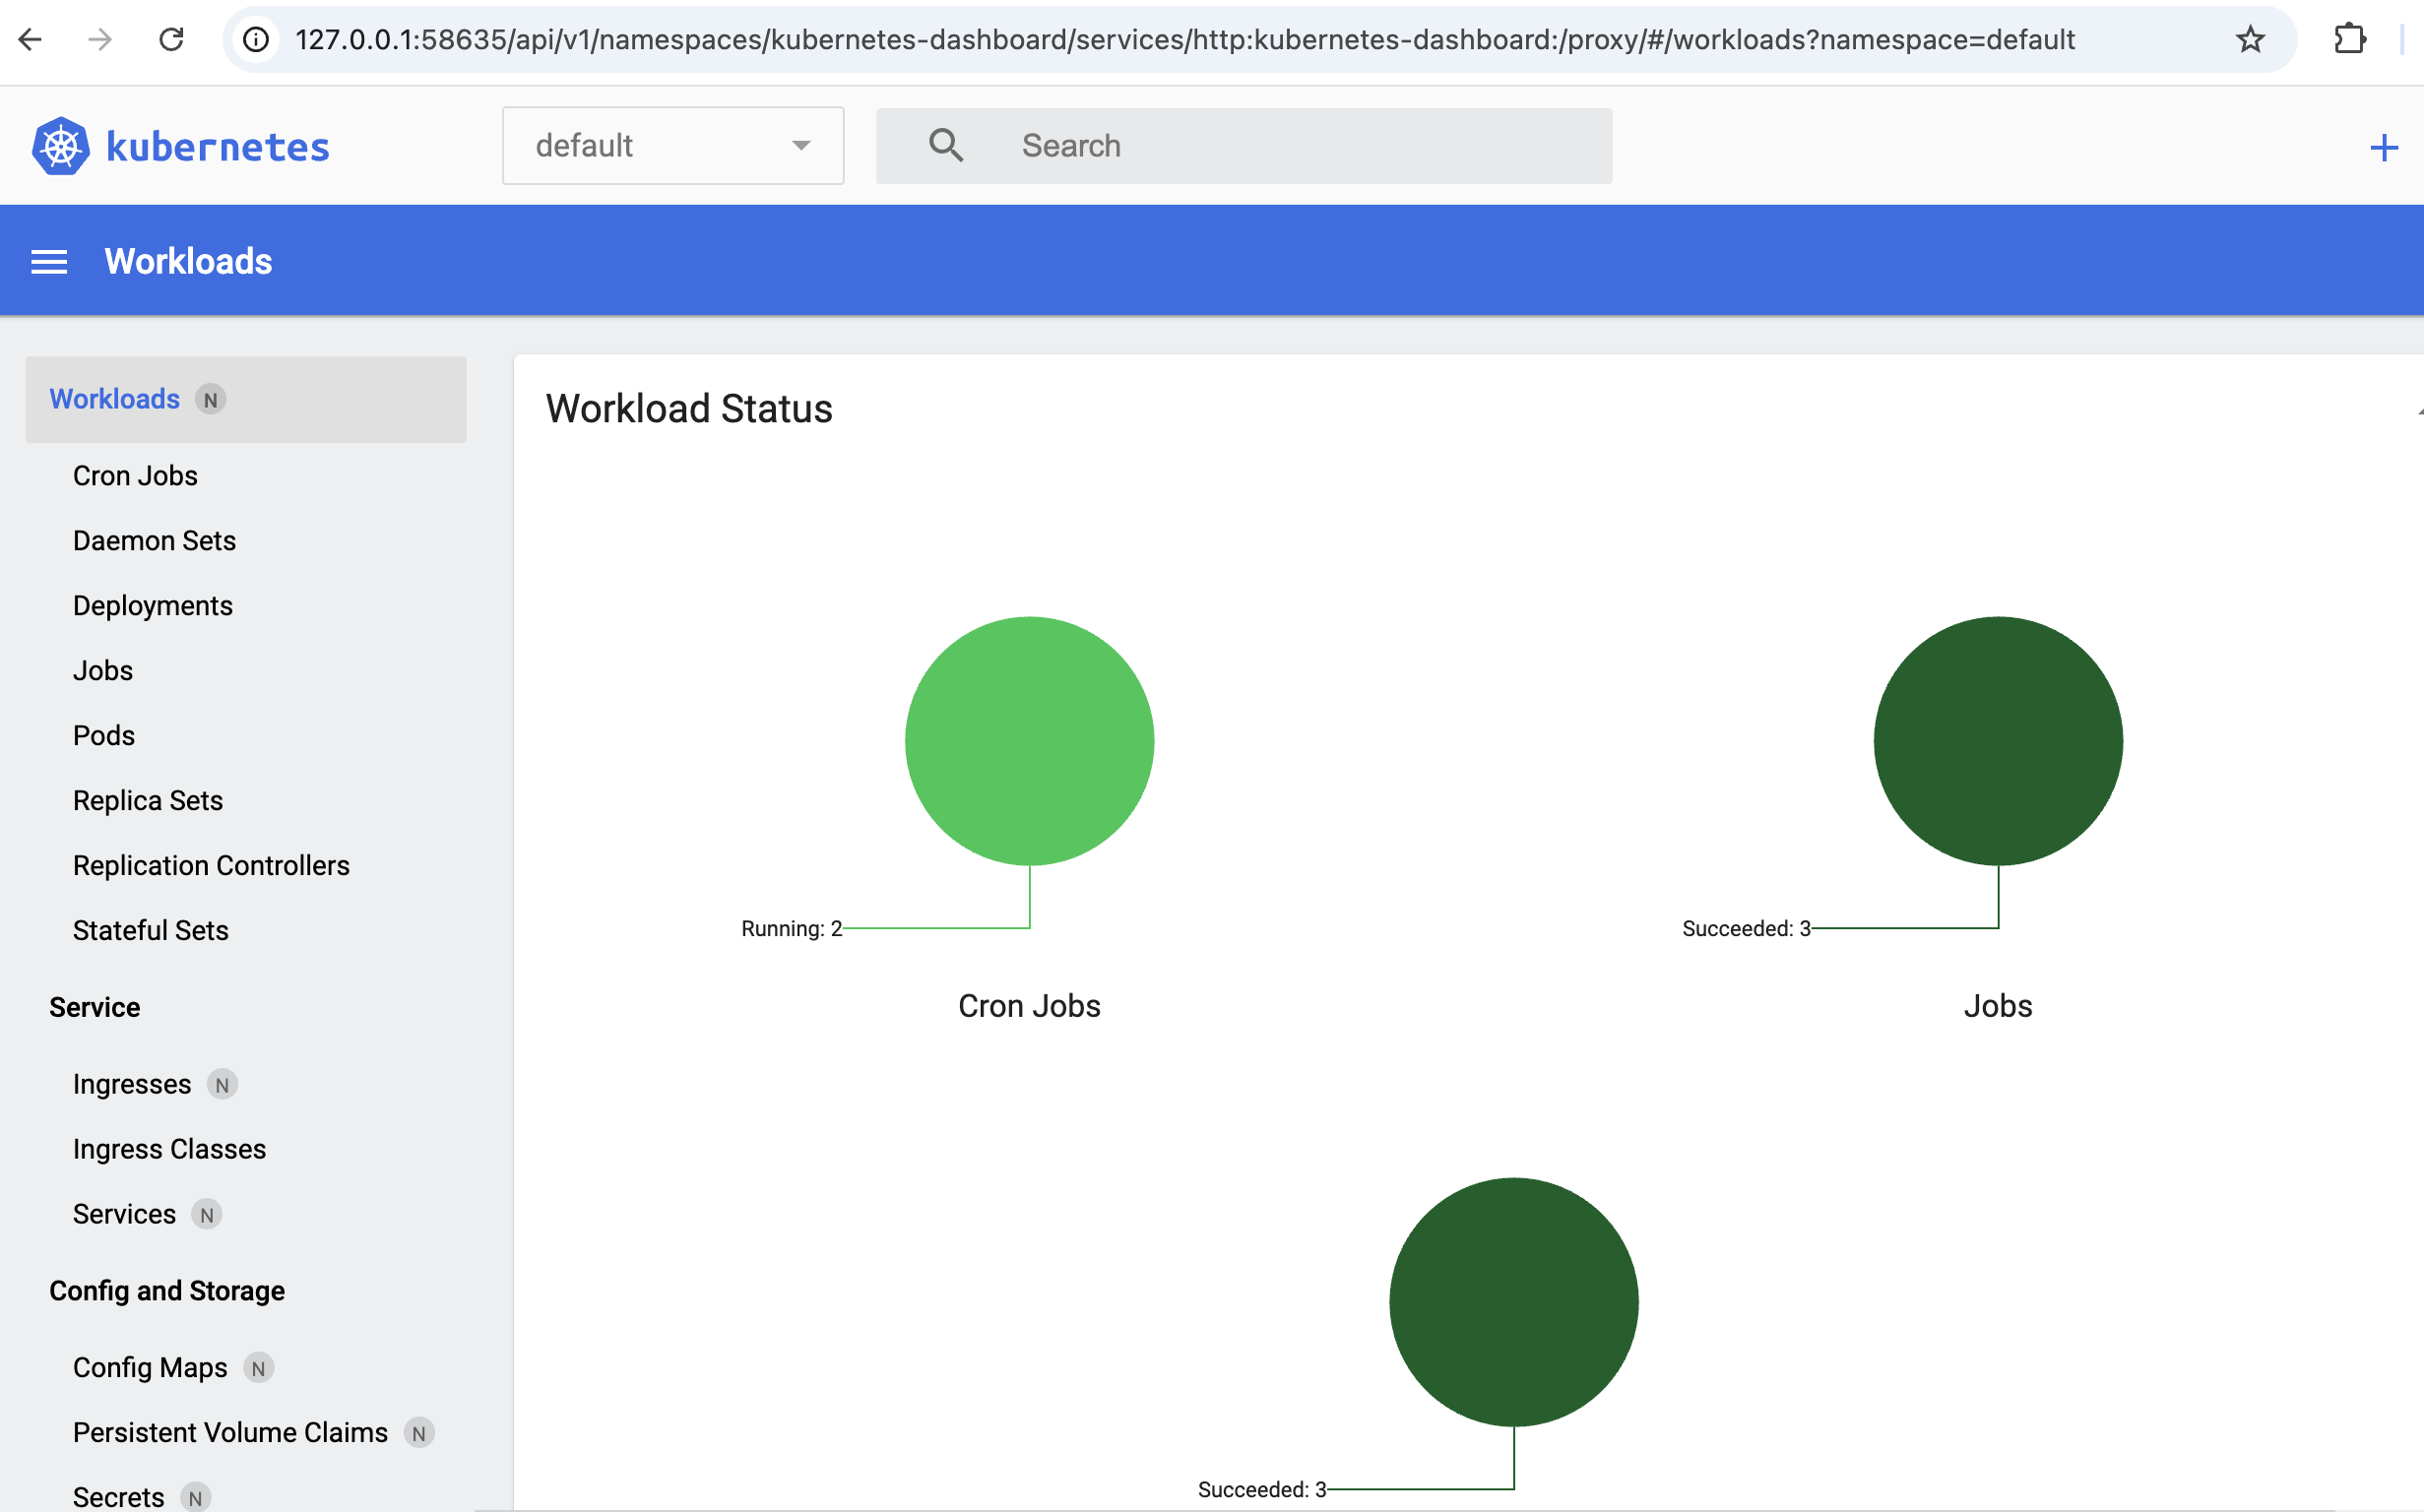 127.0.0.1:58635/api/v1/namespaces/kubernetes-dashboard/services/http:kubernetes-dashboard:/proxy/#/workloads?namespace=default
kubernetes
default
Search
Workloads
Workloads N
Cron Jobs
Daemon Sets
Deployments
Jobs
Pods
Replica Sets
Replication Controllers
Stateful Sets
Service
Ingresses N
Ingress Classes
Services N
Config and Storage
Config Maps N
Persistent Volume Claims N
Secrets N
Workload Status
Running: 2
Cron Jobs
Succeeded: 3
Jobs
Succeeded: 3